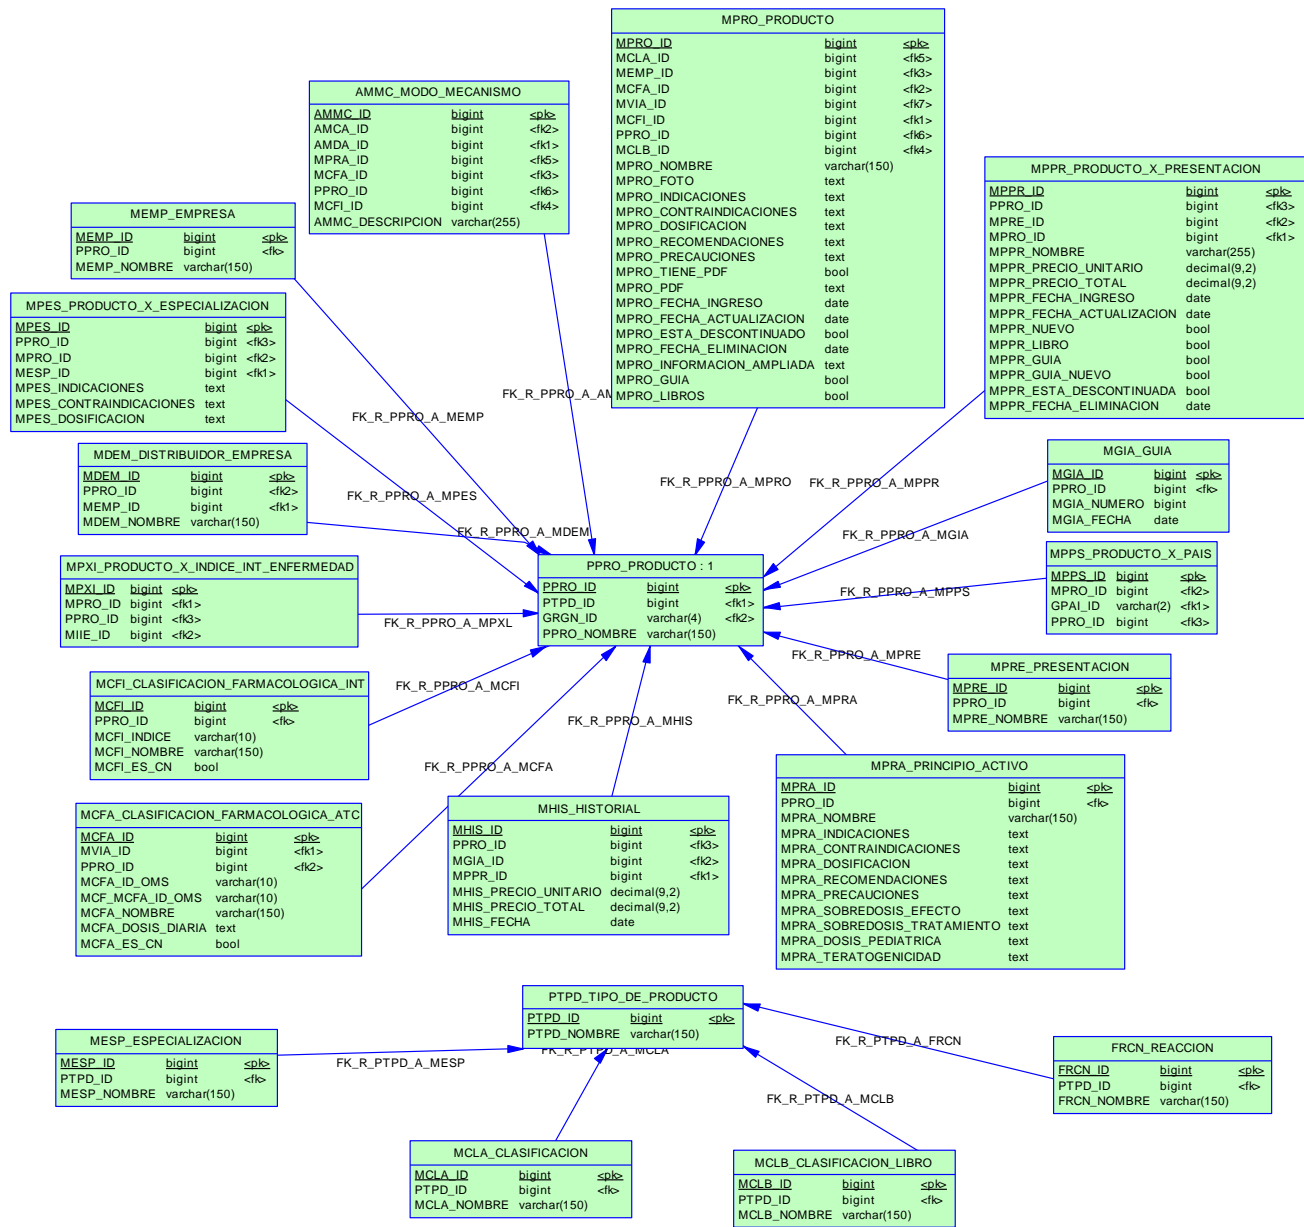 MPRO_PRODUCTO
MPRO_ID bigint <pk>
MCLA_ID bigint <fk5>
MEMP_ID bigint <fk3>
MCFA_ID bigint <fk2>
MVIA_ID bigint <fk7>
MCFI_ID bigint <fk1>
PPRO_ID bigint <fk6>
MCLB_ID bigint <fk4>
MPRO_NOMBRE varchar(150)
MPRO_FOTO text
MPRO_INDICACIONES text
MPRO_CONTRAINDICACIONES text
MPRO_DOSIFICACION text
MPRO_RECOMENDACIONES text
MPRO_PRECAUCIONES text
MPRO_TIENE_PDF bool
MPRO_PDF text
MPRO_FECHA_INGRESO date
MPRO_FECHA_ACTUALIZACION date
MPRO_ESTA_DESCONTINUADO bool
MPRO_FECHA_ELIMINACION date
MPRO_INFORMACION_AMPLIADA text
MPRO_GUIA bool
MPRO_LIBROS bool
AMMC_MODO_MECANISMO
AMMC_ID bigint <pk>
AMCA_ID bigint <fk2>
AMDA_ID bigint <fk1>
MPRA_ID bigint <fk5>
MCFA_ID bigint <fk3>
PPRO_ID bigint <fk6>
MCFI_ID bigint <fk4>
AMMC_DESCRIPCION varchar(255)
MPPR_PRODUCTO_X_PRESENTACION
MPPR_ID bigint <pk>
PPRO_ID bigint <fk3>
MPRE_ID bigint <fk2>
MPRO_ID bigint <fk1>
MPPR_NOMBRE varchar(255)
MPPR_PRECIO_UNITARIO decimal(9,2)
MPPR_PRECIO_TOTAL decimal(9,2)
MPPR_FECHA_INGRESO date
MPPR_FECHA_ACTUALIZACION date
MPPR_NUEVO bool
MPPR_LIBRO bool
MPPR_GUIA bool
MPPR_GUIA_NUEVO bool
MPPR_ESTA_DESCONTINUADA bool
MPPR_FECHA_ELIMINACION date
MEMP_EMPRESA
MEMP_ID bigint <pk>
PPRO_ID bigint <fk>
MEMP_NOMBRE varchar(150)
MPES_PRODUCTO_X_ESPECIALIZACION
MPES_ID bigint <pk>
PPRO_ID bigint <fk3>
MPRO_ID bigint <fk2>
MESP_ID bigint <fk1>
MPES_INDICACIONES text
MPES_CONTRAINDICACIONES text
MPES_DOSIFICACION text
FK_R_PPRO_A_MEMP
FK_R_PPRO_A_AM
MDEM_DISTRIBUIDOR_EMPRESA
MDEM_ID bigint <pk>
PPRO_ID bigint <fk2>
MEMP_ID bigint <fk1>
MDEM_NOMBRE varchar(150)
FK_R_PPRO_A_MPES
FK_R_PPRO_A_MPRO
FK_R_PPRO_A_MPPR
MGIA_GUIA
MGIA_ID bigint <pk>
PPRO_ID bigint <fk>
MGIA_NUMERO bigint
MGIA_FECHA date
FK_R_PPRO_A_MDEM
FK_R_PPRO_A_MGIA
MPXI_PRODUCTO_X_INDICE_INT_ENFERMEDAD
MPXI_ID bigint <pk>
MPRO_ID bigint <fk1>
PPRO_ID bigint <fk3>
MIIE_ID bigint <fk2>
PPRO_PRODUCTO : 1
PPRO_ID bigint <pk>
PTPD_ID bigint <fk1>
GRGN_ID varchar(4) <fk2>
PPRO_NOMBRE varchar(150)
MPPS_PRODUCTO_X_PAIS
MPPS_ID bigint <pk>
MPRO_ID bigint <fk2>
GPAI_ID varchar(2) <fk1>
PPRO_ID bigint <fk3>
FK_R_PPRO_A_MPPS
FK_R_PPRO_A_MPXL
FK_R_PPRO_A_MPRE
MPRE_PRESENTACION
MPRE_ID bigint <pk>
PPRO_ID bigint <fk>
MPRE_NOMBRE varchar(150)
MCFI_CLASIFICACION_FARMACOLOGICA_INT
MCFI_ID bigint <pk>
PPRO_ID bigint <fk>
MCFI_INDICE varchar(10)
MCFI_NOMBRE varchar(150)
MCFI_ES_CN bool
FK_R_PPRO_A_MCFI
FK_R_PPRO_A_MHIS
FK_R_PPRO_A_MPRA
FK_R_PPRO_A_MCFA
MPRA_PRINCIPIO_ACTIVO
MPRA_ID bigint <pk>
PPRO_ID bigint <fk>
MPRA_NOMBRE varchar(150)
MPRA_INDICACIONES text
MPRA_CONTRAINDICACIONES text
MPRA_DOSIFICACION text
MPRA_RECOMENDACIONES text
MPRA_PRECAUCIONES text
MPRA_SOBREDOSIS_EFECTO text
MPRA_SOBREDOSIS_TRATAMIENTO text
MPRA_DOSIS_PEDIATRICA text
MPRA_TERATOGENICIDAD text
MCFA_CLASIFICACION_FARMACOLOGICA_ATC
MCFA_ID bigint <pk>
MVIA_ID bigint <fk1>
PPRO_ID bigint <fk2>
MCFA_ID_OMS varchar(10)
MCF_MCFA_ID_OMS varchar(10)
MCFA_NOMBRE varchar(150)
MCFA_DOSIS_DIARIA text
MCFA_ES_CN bool
MHIS_HISTORIAL
MHIS_ID bigint <pk>
PPRO_ID bigint <fk3>
MGIA_ID bigint <fk2>
MPPR_ID bigint <fk1>
MHIS_PRECIO_UNITARIO decimal(9,2)
MHIS_PRECIO_TOTAL decimal(9,2)
MHIS_FECHA date
PTPD_TIPO_DE_PRODUCTO
PTPD_ID bigint <pk>
PTPD_NOMBRE varchar(150)
MESP_ESPECIALIZACION
MESP_ID bigint <pk>
PTPD_ID bigint <fk>
MESP_NOMBRE varchar(150)
FK_R_PTPD_A_MESP
FK_R_PTPD_A_MCLA
FK_R_PTPD_A_FRCN
FK_R_PTPD_A_MCLB
FRCN_REACCION
FRCN_ID bigint <pk>
PTPD_ID bigint <fk>
FRCN_NOMBRE varchar(150)
MCLA_CLASIFICACION
MCLA_ID bigint <pk>
PTPD_ID bigint <fk>
MCLA_NOMBRE varchar(150)
MCLB_CLASIFICACION_LIBRO
MCLB_ID bigint <pk>
PTPD_ID bigint <fk>
MCLB_NOMBRE varchar(150)